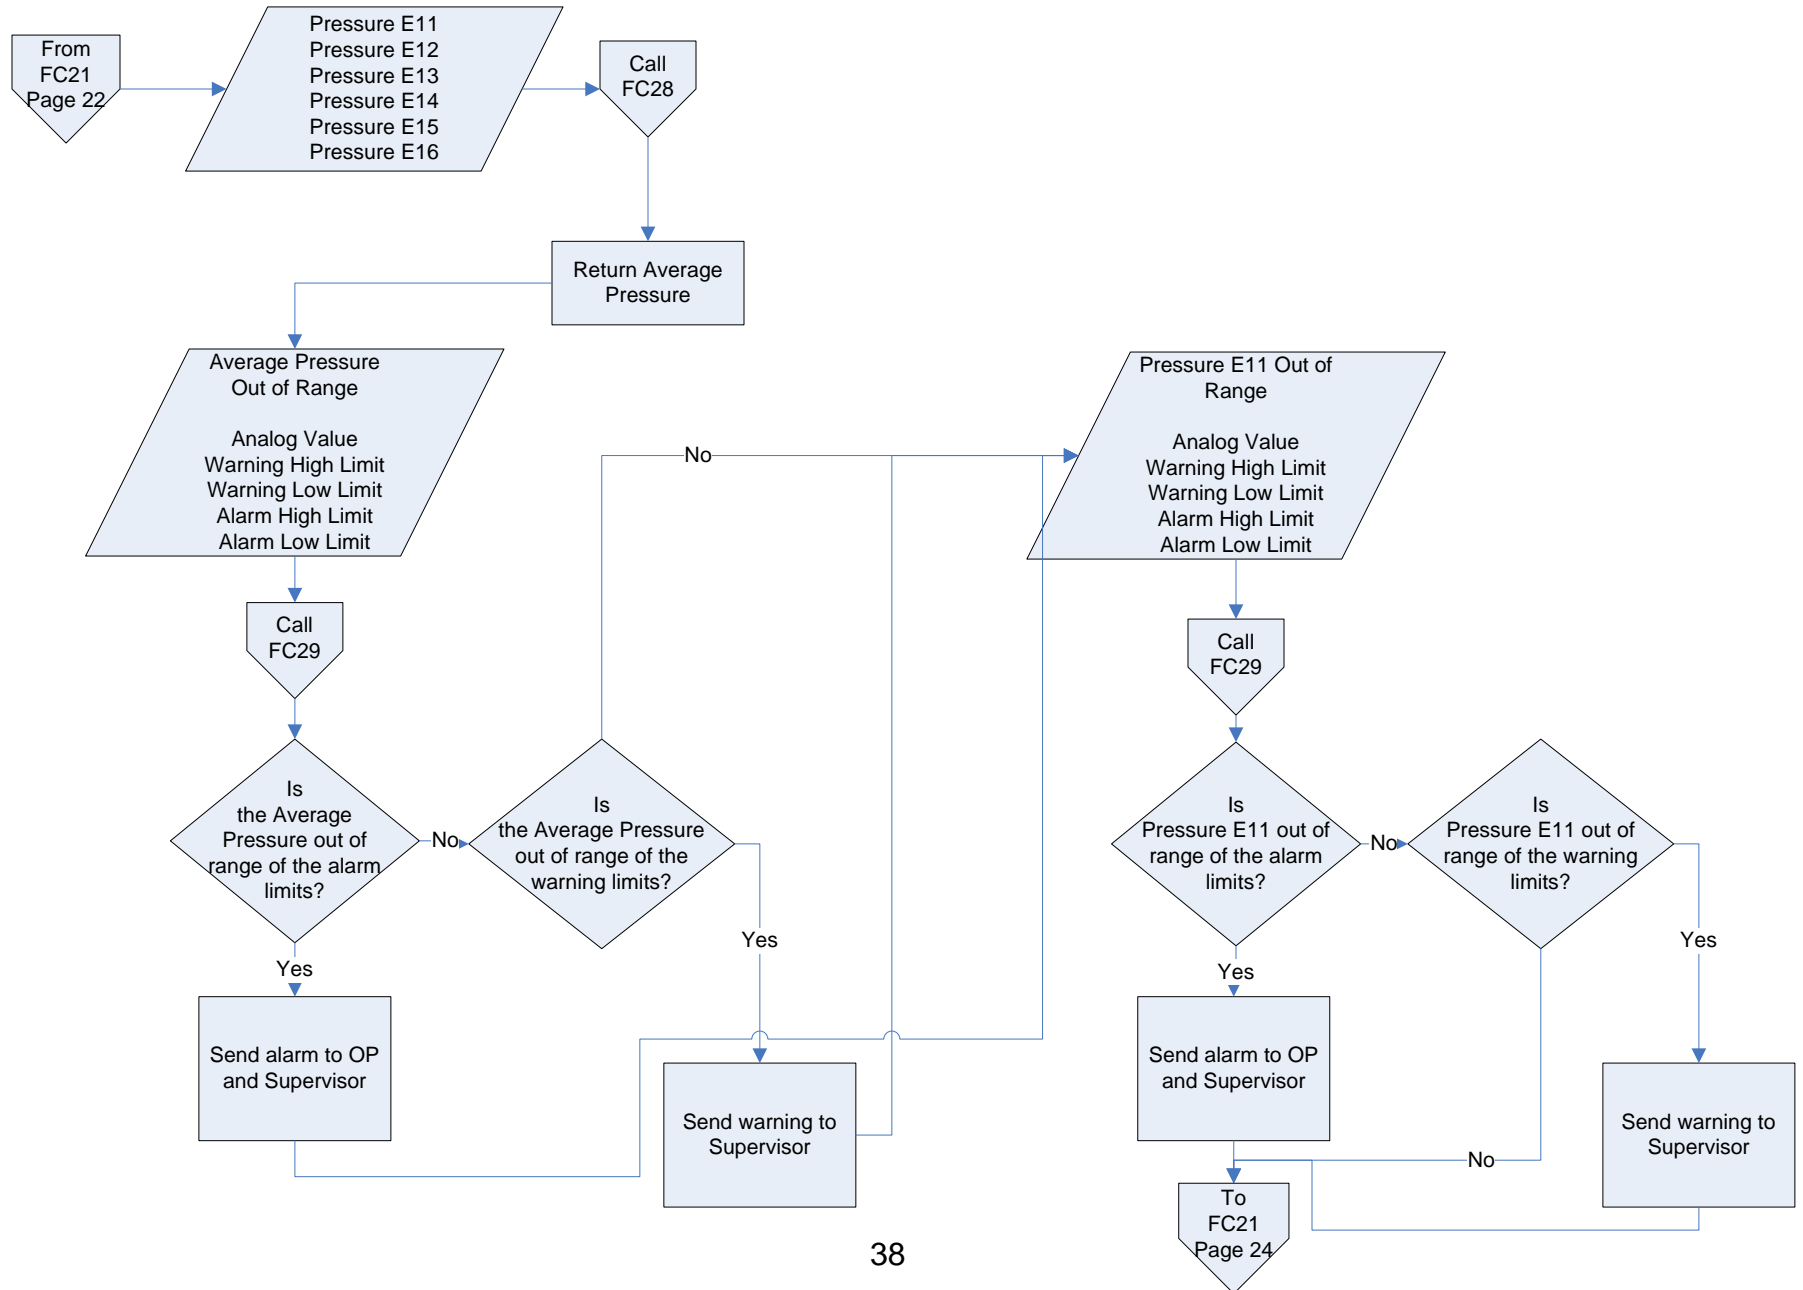 From
FC21
Page 22
Pressure E11
Pressure E12
Pressure E13
Pressure E14
Pressure E15
Pressure E16
Call
FC28
Return Average
Pressure
Average Pressure
Out of Range
Analog Value
Warning High Limit
Warning Low Limit
Alarm High Limit
Alarm Low Limit
Call
FC29
Is
the Average
Pressure out of
range of the alarm
limits?
No
Is
the Average Pressure
out of range of the
warning limits?
No
Yes
Yes
Send alarm to OP
and Supervisor
Send warning to
Supervisor
Pressure E11 Out of
Range
Analog Value
Warning High Limit
Warning Low Limit
Alarm High Limit
Alarm Low Limit
Call
FC29
Is
Pressure E11 out of
range of the alarm
limits?
No
Is
Pressure E11 out of
range of the warning
limits?
Yes
Yes
Send alarm to OP
and Supervisor
Send warning to
Supervisor
No
To
FC21
Page 24
38